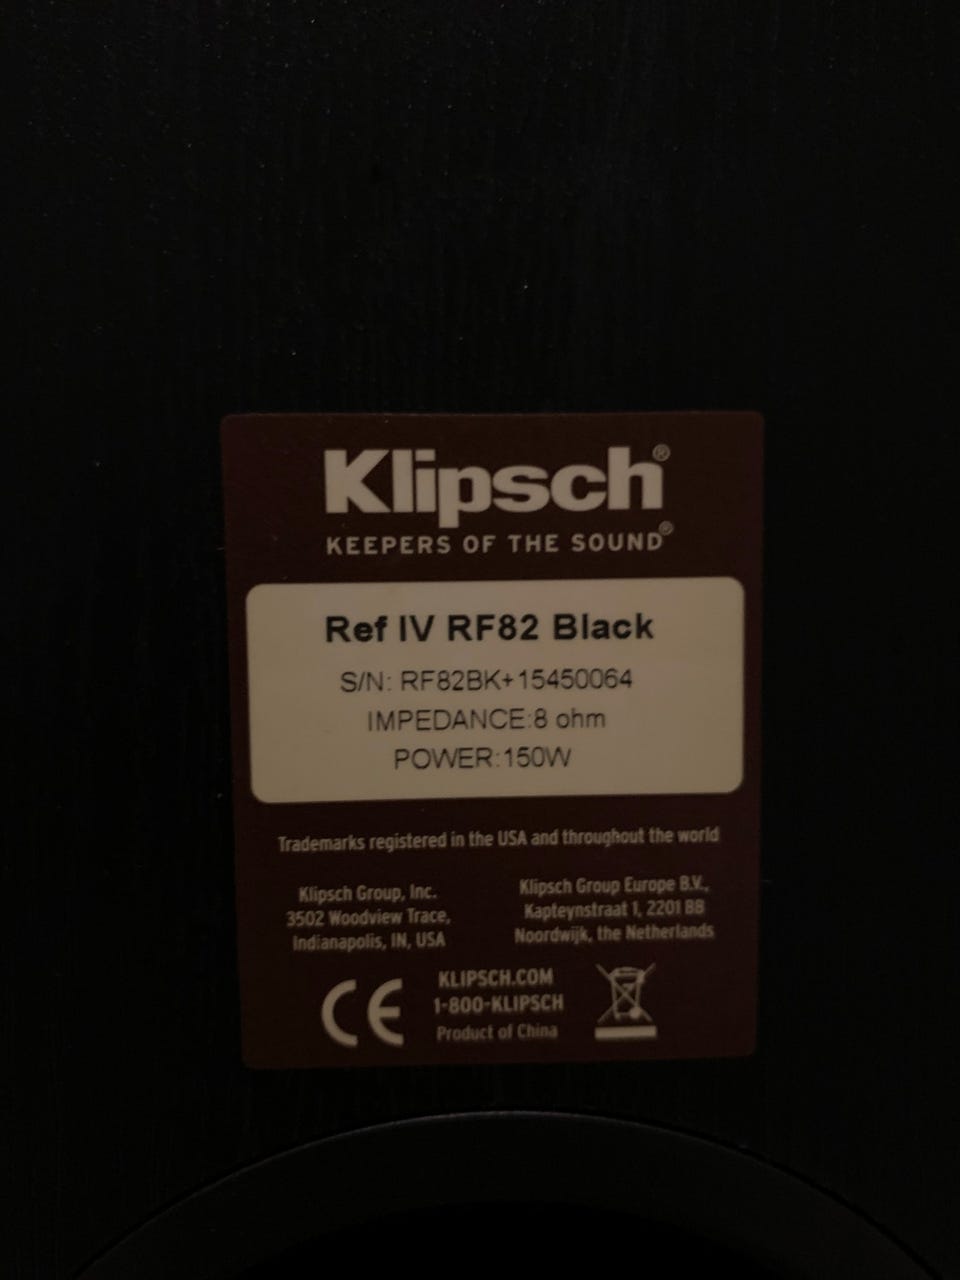 Klipsch®
KEEPERS OF THE SOUND®
Ref IV RF82 Black
S/N: RF82BK+15450064
IMPEDANCE:8 ohm
POWER:150W
Trademarks registered in the USA and throughout the world
Klipsch Group, Inc.
3502 Woodview Trace,
Indianapolis, IN, USA
Klipsch Group Europe B.V.,
Kapteynstraat 1, 2201 BB
Noordwijk, the Netherlands
CE
KLIPSCH.COM
1-800-KLIPSCH
Product of China